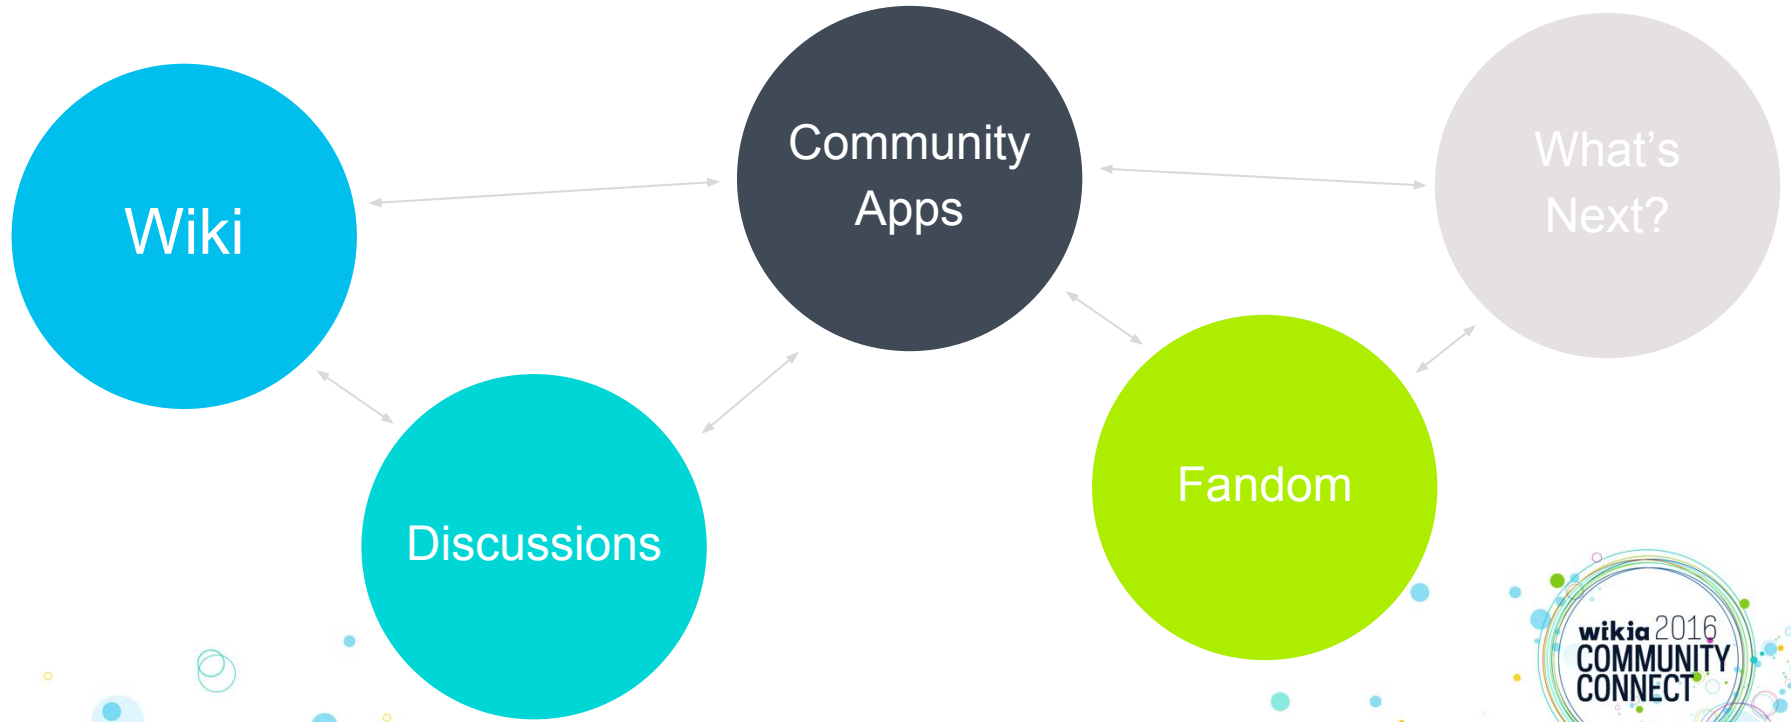 Wiki
Community
Apps
What's
Next?
Discussions
Fandom
wikia 2016
COMMUNITY
CONNECT